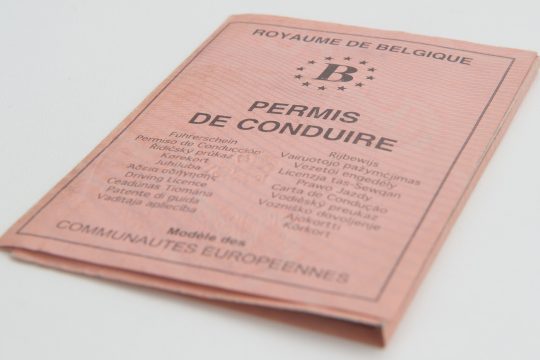 ROYAUME DE BELGIQUE
B
PERMIS
DE CONDUIRE
Führerschein
Permiso de Conducción
Řidičský průkaz
Kørekort
Juhiluba
Άδεια οδήγησης
Driving Licence
Ceadúnas Tiomána
Patente di guida
Vadītāja apliecība
Rijbewijs
Vairuotojo pažymėjimas
Vezetői engedély
Liċenzja tas-Sewqan
Prawo Jazdy
Carta de Condução
Vodičský preukaz
Vozniško dovoljenje
Ajokortti
Körkort
Modèle des
COMMUNAUTES EUROPEENNES